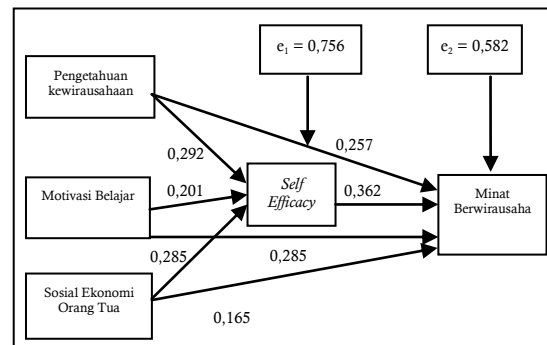 e₁ = 0,756
e₂ = 0,582
Pengetahuan
kewirausahaan
0,257
0,292
Self
Efficacy
Motivasi Belajar
0,201
0,362
Minat
Berwirausaha
0,285
0,285
Sosial Ekonomi
Orang Tua
0,165